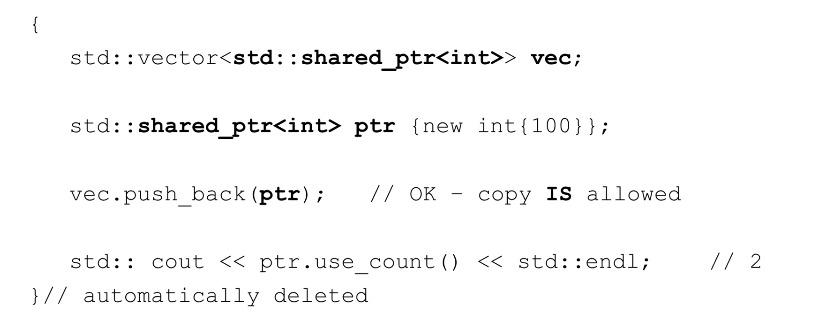 {
std::vector<std::shared_ptr<int>> vec;
std::shared_ptr<int> ptr {new int{100}};
vec.push_back(ptr);   // OK – copy IS allowed
std:: cout << ptr.use_count() << std::endl;    // 2
}// automatically deleted